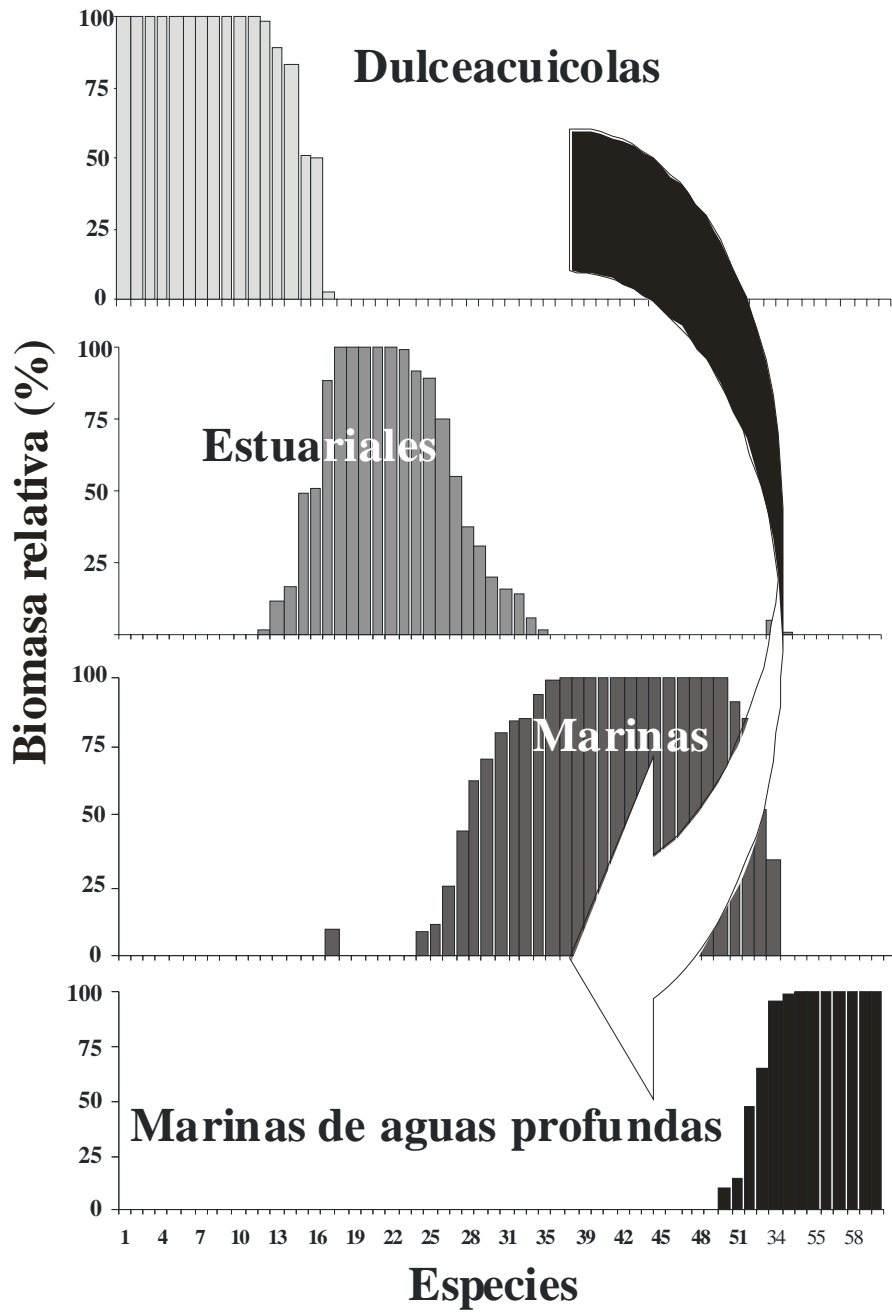 Dulceacuicolas
100
75
50
25
0
Biomasa relativa (%)
Estuariales
100
75
50
25
Marinas
100
75
50
25
0
Marinas de aguas profundas
100
75
50
25
0
1 4 7 10 13 16 19 22 25 28 31 35 39 42 45 48 51 34 55 58
Especies